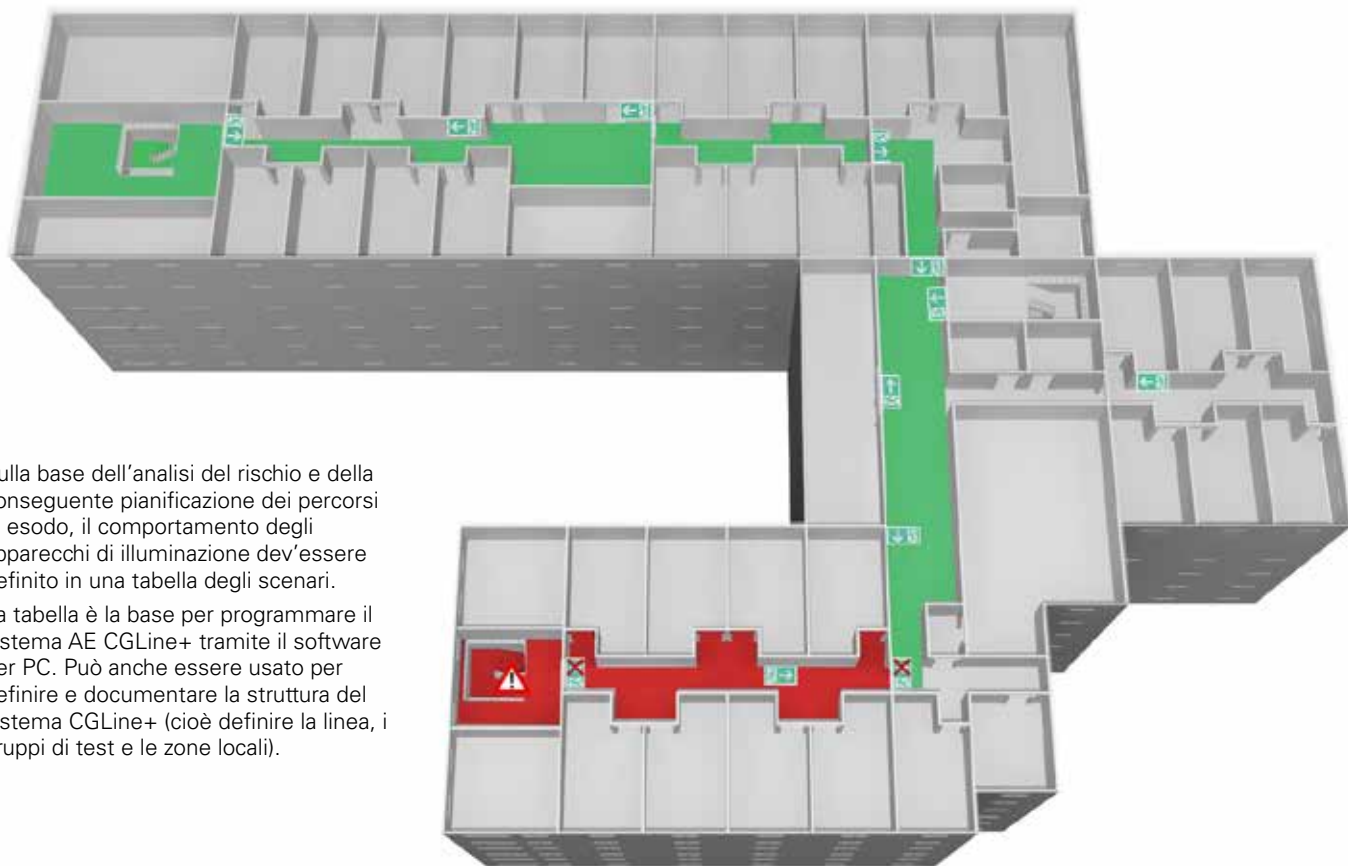 ulla base dell'analisi del rischio e della
onseguente pianificazione dei percorsi
esodo, il comportamento degli
pparecchi di illuminazione dev'essere
efinito in una tabella degli scenari.
a tabella è la base per programmare il
istema AE CGLine+ tramite il software
er PC. Può anche essere usato per
efinire e documentare la struttura del
istema CGLine+ (cioè definire la linea, i
ruppi di test e le zone locali).